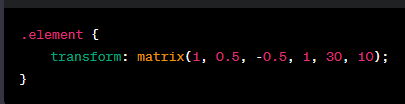 .element {
    transform: matrix(1, 0.5, -0.5, 1, 30, 10);
}